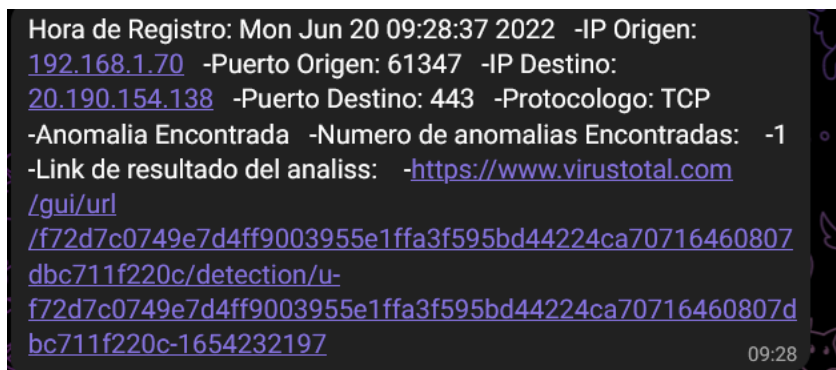 Hora de Registro: Mon Jun 20 09:28:37 2022   -IP Origen:
192.168.1.70   -Puerto Origen: 61347   -IP Destino:
20.190.154.138   -Puerto Destino: 443   -Protocologo: TCP
-Anomalia Encontrada   -Numero de anomalias Encontradas:   -1
-Link de resultado del analiss:   -https://www.virustotal.com
/gui/url
/f72d7c0749e7d4ff9003955e1ffa3f595bd44224ca70716460807
dbc711f220c/detection/u-
f72d7c0749e7d4ff9003955e1ffa3f595bd44224ca70716460807d
bc711f220c-1654232197
09:28